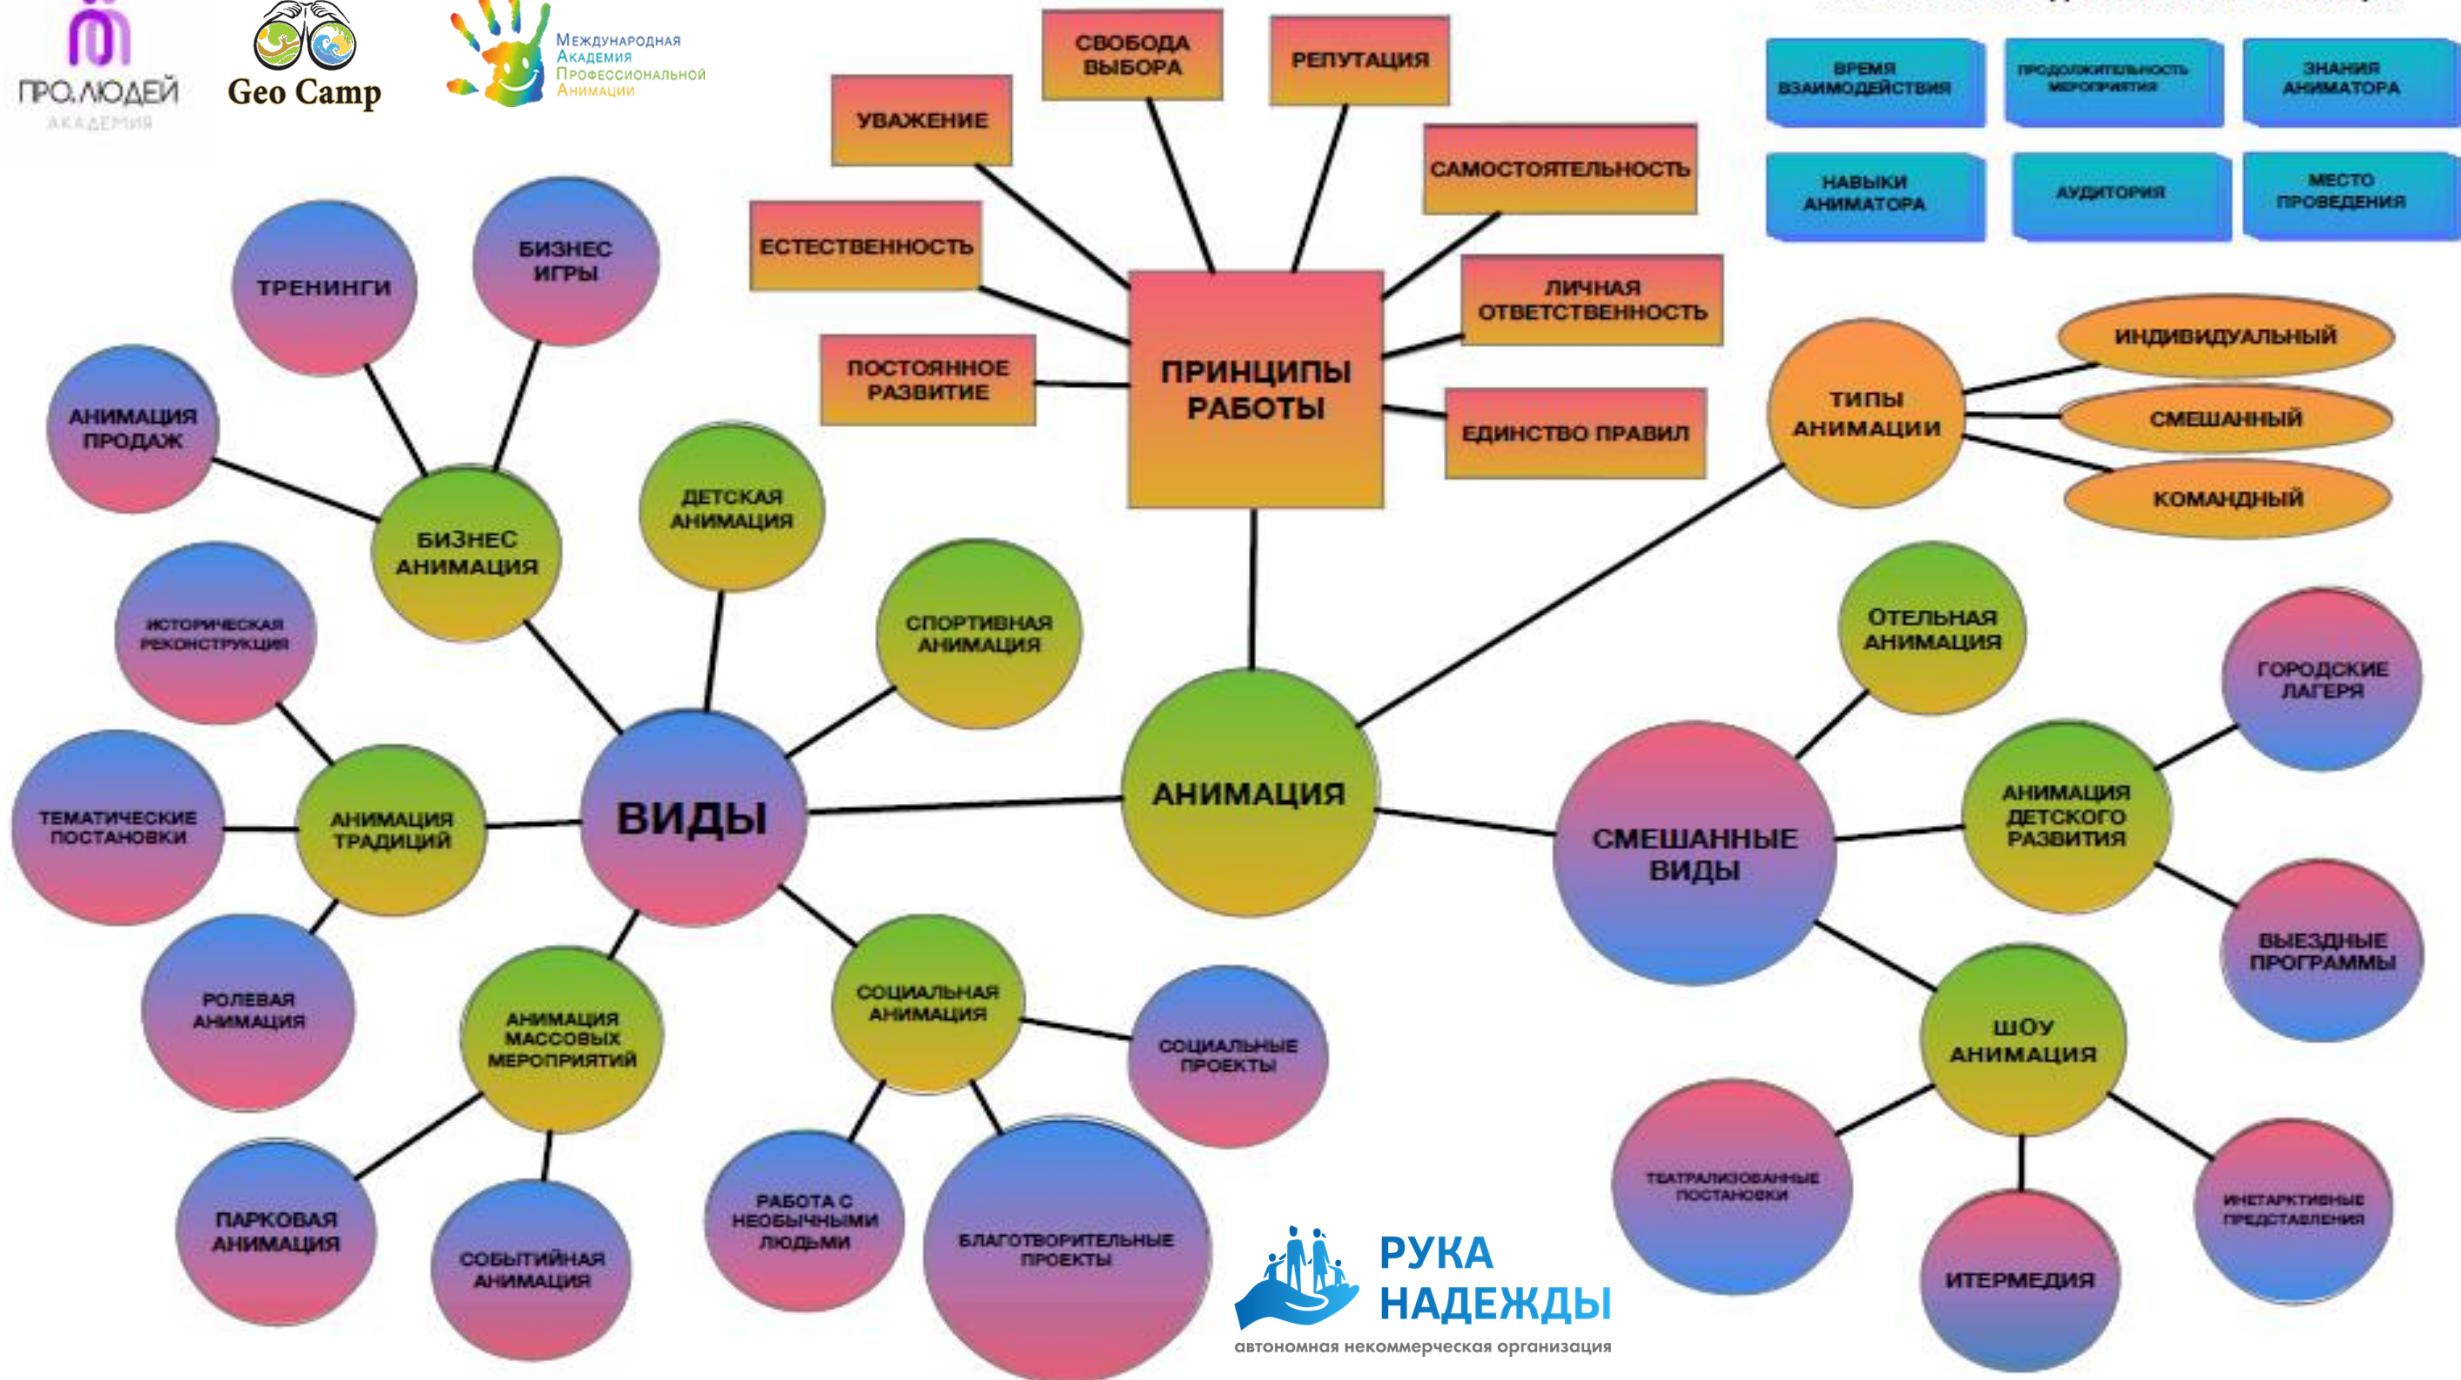 ПРО.ЛЮДЕЙ
АКАДЕМИЯ
Geo Camp
МЕЖДУНАРОДНАЯ
АКАДЕМИЯ
ПРОФЕССИОНАЛЬНОЙ
АНИМАЦИИ
СВОБОДА
ВЫБОРА
РЕПУТАЦИЯ
УВАЖЕНИЕ
САМОСТОЯТЕЛЬНОСТЬ
ЕСТЕСТВЕННОСТЬ
ЛИЧНАЯ
ОТВЕТСТВЕННОСТЬ
ПОСТОЯННОЕ
РАЗВИТИЕ
ПРИНЦИПЫ
РАБОТЫ
ЕДИНСТВО ПРАВИЛ
ВРЕМЯ
ВЗАИМОДЕЙСТВИЯ
ПРОДОЛЖИТЕЛЬНОСТЬ
МЕРОПРИЯТИЯ
ЗНАНИЯ
АНИМАТОРА
НАВЫКИ
АНИМАТОРА
АУДИТОРИЯ
МЕСТО
ПРОВЕДЕНИЯ
ТИПЫ
АНИМАЦИИ
ИНДИВИДУАЛЬНЫЙ
СМЕШАННЫЙ
КОМАНДНЫЙ
ТРЕНИНГИ
БИЗНЕС
ИГРЫ
АНИМАЦИЯ
ПРОДАЖ
БИЗНЕС
АНИМАЦИЯ
ДЕТСКАЯ
АНИМАЦИЯ
СПОРТИВНАЯ
АНИМАЦИЯ
ИСТОРИЧЕСКАЯ
РЕКОНСТРУКЦИЯ
ТЕМАТИЧЕСКИЕ
ПОСТАНОВКИ
АНИМАЦИЯ
ТРАДИЦИЙ
ВИДЫ
АНИМАЦИЯ
РОЛЕВАЯ
АНИМАЦИЯ
АНИМАЦИЯ
МАССОВЫХ
МЕРОПРИЯТИЙ
СОЦИАЛЬНАЯ
АНИМАЦИЯ
СОЦИАЛЬНЫЕ
ПРОЕКТЫ
ПАРКОВАЯ
АНИМАЦИЯ
СОБЫТИЙНАЯ
АНИМАЦИЯ
РАБОТА С
НЕОБЫЧНЫМИ
ЛЮДЬМИ
БЛАГОТВОРИТЕЛЬНЫЕ
ПРОЕКТЫ
СМЕШАННЫЕ
ВИДЫ
ОТЕЛЬНАЯ
АНИМАЦИЯ
АНИМАЦИЯ
ДЕТСКОГО
РАЗВИТИЯ
ГОРОДСКИЕ
ЛАГЕРЯ
ВЫЕЗДНЫЕ
ПРОГРАММЫ
ШОУ
АНИМАЦИЯ
ТЕАТРАЛИЗОВАННЫЕ
ПОСТАНОВКИ
ИТЕРМЕДИЯ
ИНЕТАРКТИВНЫЕ
ПРЕДСТАВЛЕНИЯ
РУКА
НАДЕЖДЫ
автономная некоммерческая организация